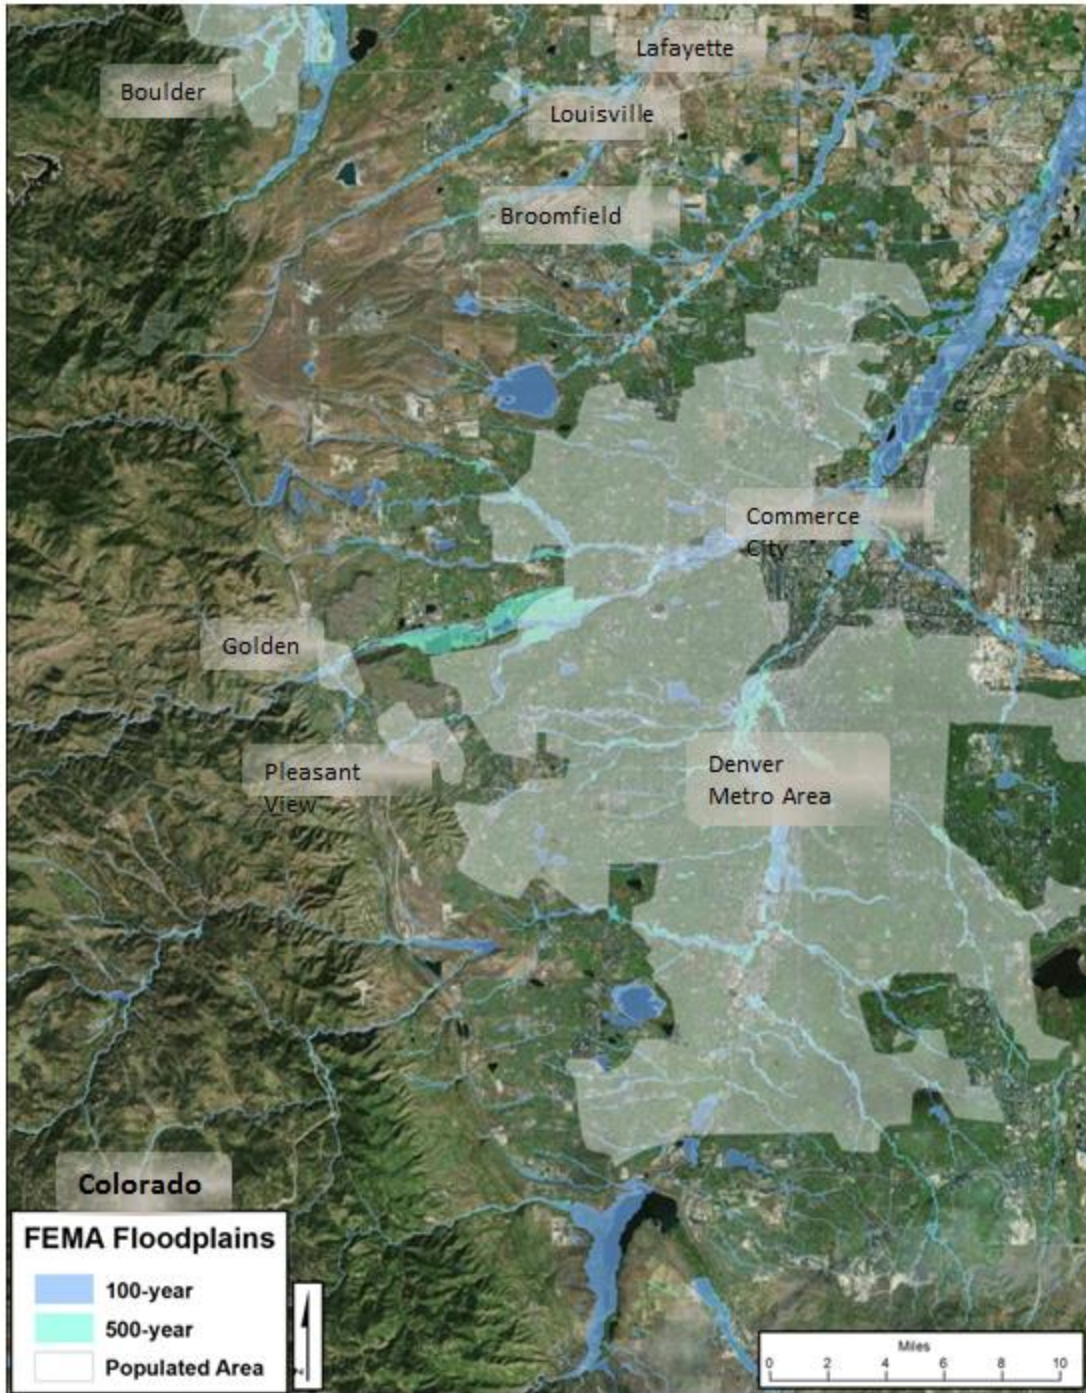 Lafayette
Boulder
Louisville
Broomfield
Commerce
City
Golden
Pleasant
View
Denver
Metro Area
Colorado
FEMA Floodplains
100-year
500-year
Populated Area
N
Miles
0 2 4 6 8 10